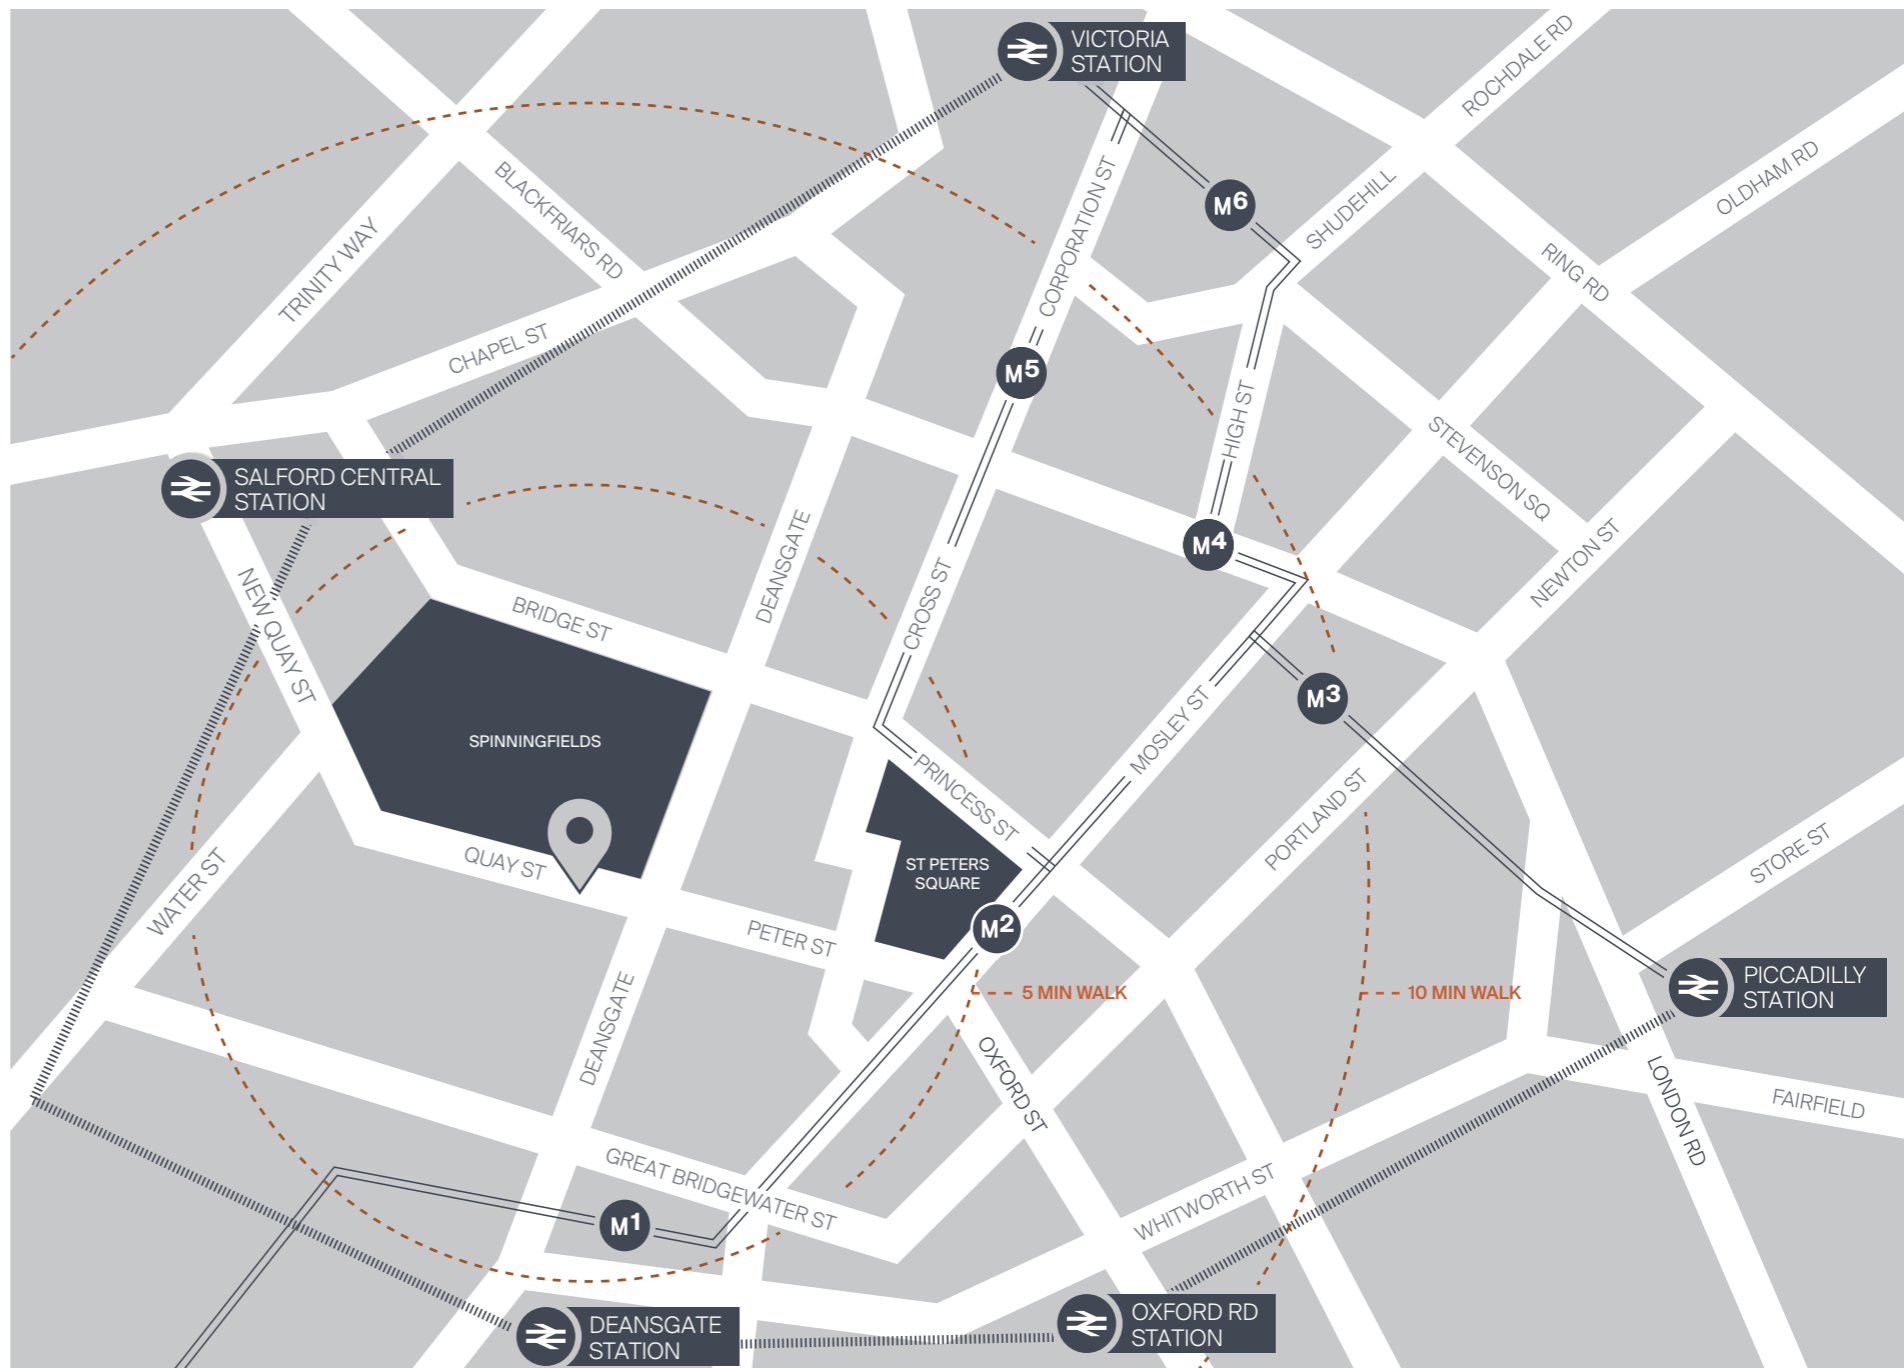 VICTORIA
STATION
ROCHDALE RD
OLDHAM RD
BLACKFRIARS RD
TRINITY WAY
CORPORATION ST
M6
SHUDEHILL
RING RD
CHAPEL ST
M5
HIGH ST
STEVENSON SQ
SALFORD CENTRAL
STATION
DEANSGATE
M4
NEWTON ST
NEW QUAY ST
BRIDGE ST
CROSS ST
M3
MOSLEY ST
SPINNINGFIELDS
PRINCESS ST
PORTLAND ST
STORE ST
QUAY ST
ST PETERS
SQUARE
WATER ST
M2
PETER ST
5 MIN WALK
10 MIN WALK
PICCADILLY
STATION
DEANSGATE
OXFORD ST
LONDON RD
FAIRFIELD
GREAT BRIDGEWATER ST
WHITWORTH ST
M1
DEANSGATE
STATION
OXFORD RD
STATION